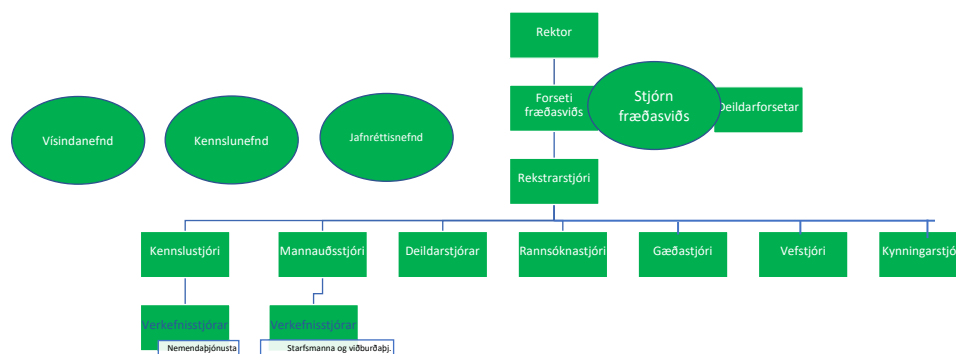 Rektor
Forseti
fræðasviðs
Stjórn
fræðasviðs
Deildarforsetar
Vísindanefnd
Kennslunefnd
Jafnréttisnefnd
Rekstrarstjóri
Kennslustjóri
Mannauðsstjóri
Deildarstjórar
Rannsóknastjóri
Gæðastjóri
Vefstjóri
Kynningarstjó
Verkefnisstjórar
Verkefnisstjórar
Nemendaþjónusta
Starfsmanna og viðburðaþj.